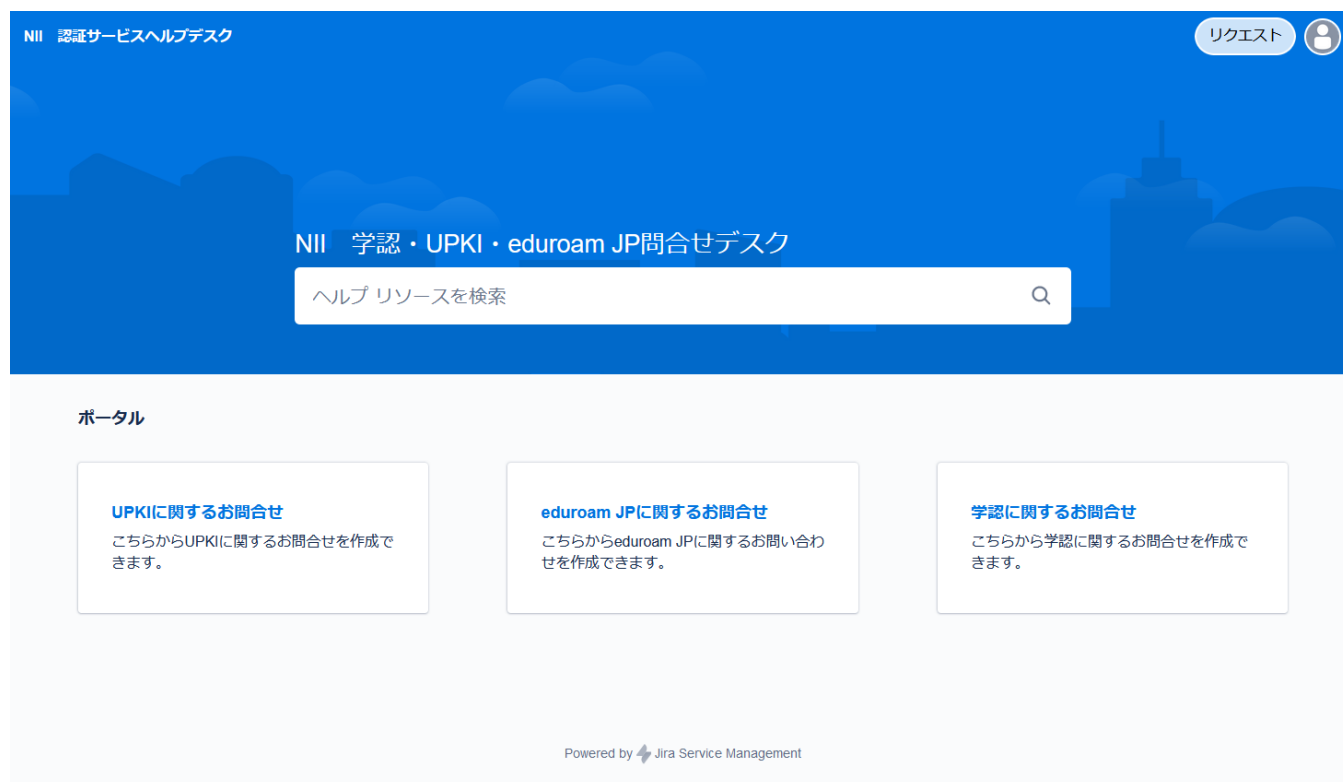 NII　認証サービスヘルプデスク
リクエスト
NII　学認・UPKI・eduroam JP問合せデスク
ヘルプ リソースを検索
ポータル
UPKIに関するお問合せ
こちらからUPKIに関するお問合せを作成で
きます。
eduroam JPに関するお問合せ
こちらからeduroam JPに関するお問い合わ
せを作成できます。
学認に関するお問合せ
こちらから学認に関するお問合せを作成で
きます。
Powered by Jira Service Management